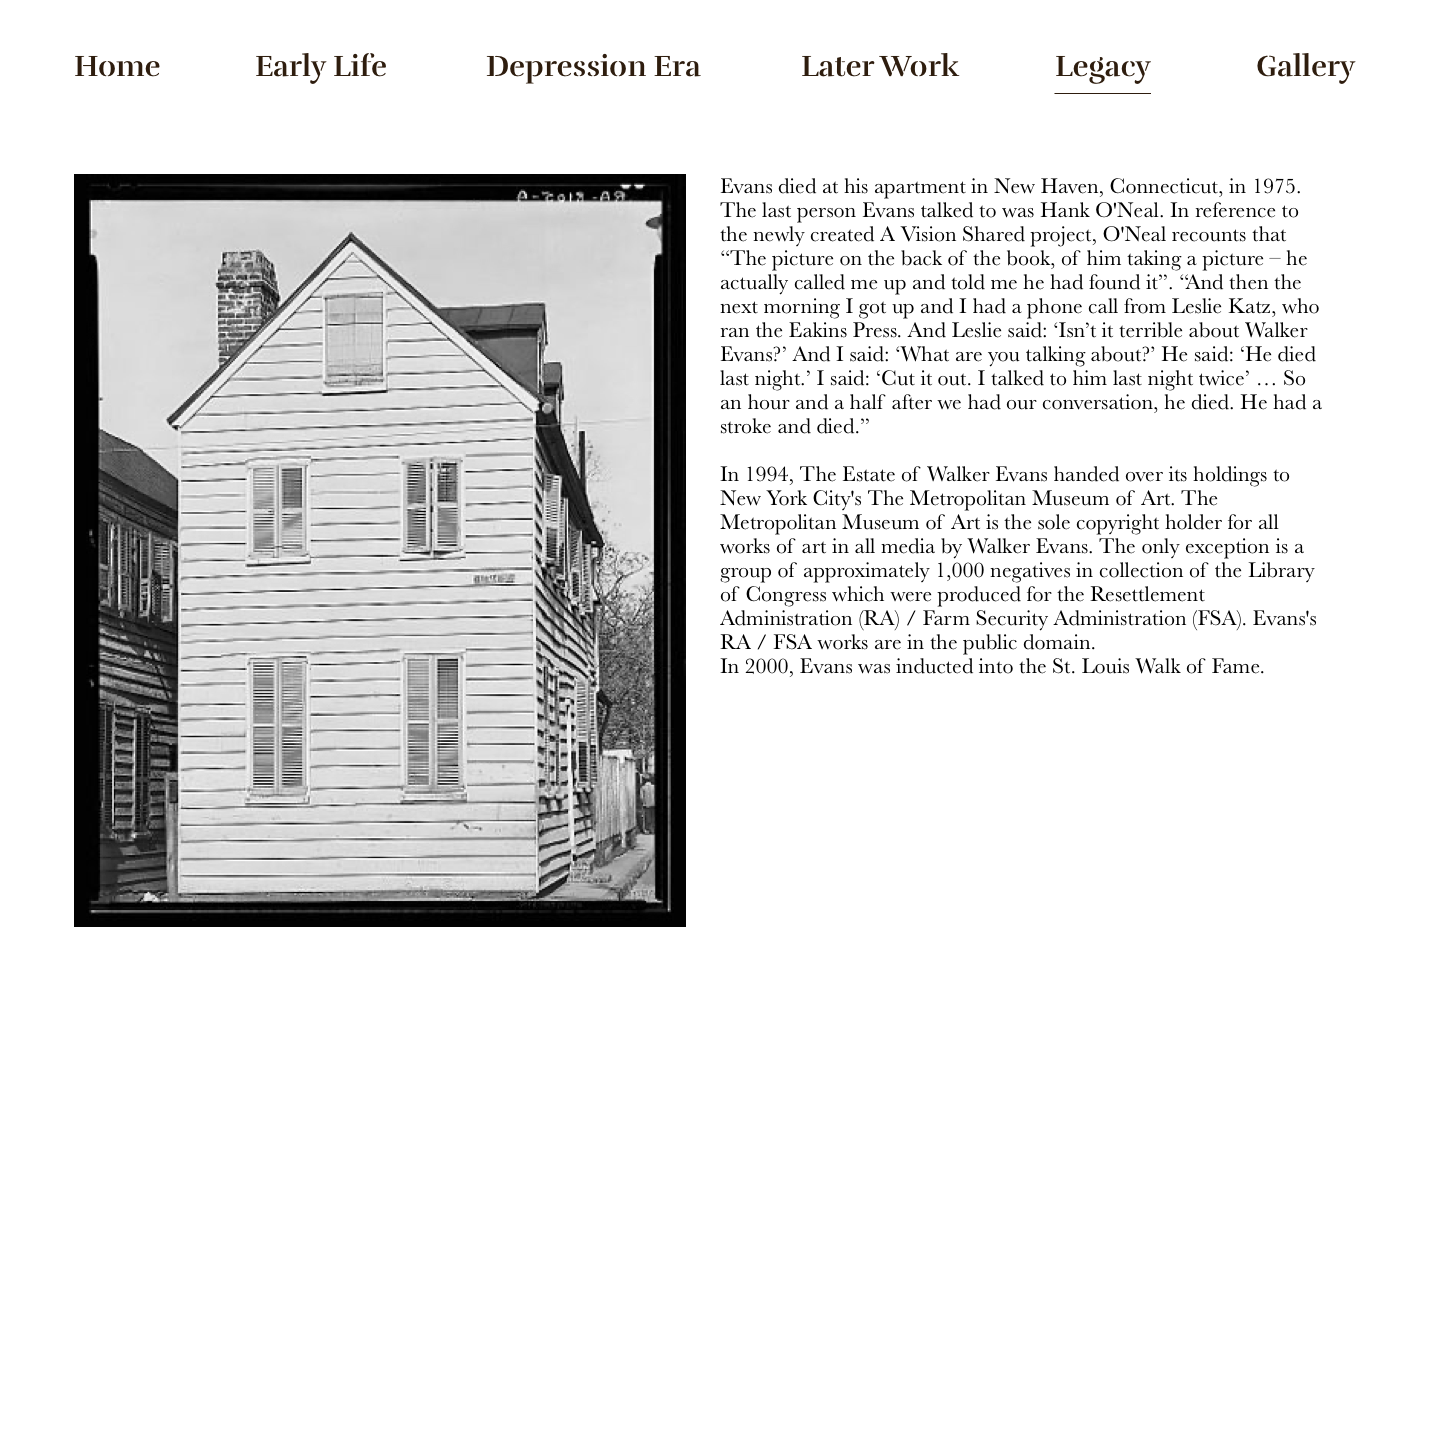 Home Early Life Depression Era Later Work Legacy Gallery
Evans died at his apartment in New Haven, Connecticut, in 1975.
The last person Evans talked to was Hank O'Neal. In reference to
the newly created A Vision Shared project, O'Neal recounts that
“The picture on the back of the book, of him taking a picture – he
actually called me up and told me he had found it”. “And then the
next morning I got up and I had a phone call from Leslie Katz, who
ran the Eakins Press. And Leslie said: ‘Isn’t it terrible about Walker
Evans?’ And I said: ‘What are you talking about?’ He said: ‘He died
last night.’ I said: ‘Cut it out. I talked to him last night twice’ … So
an hour and a half after we had our conversation, he died. He had a
stroke and died.”
In 1994, The Estate of Walker Evans handed over its holdings to
New York City's The Metropolitan Museum of Art. The
Metropolitan Museum of Art is the sole copyright holder for all
works of art in all media by Walker Evans. The only exception is a
group of approximately 1,000 negatives in collection of the Library
of Congress which were produced for the Resettlement
Administration (RA) / Farm Security Administration (FSA). Evans's
RA / FSA works are in the public domain.
In 2000, Evans was inducted into the St. Louis Walk of Fame.